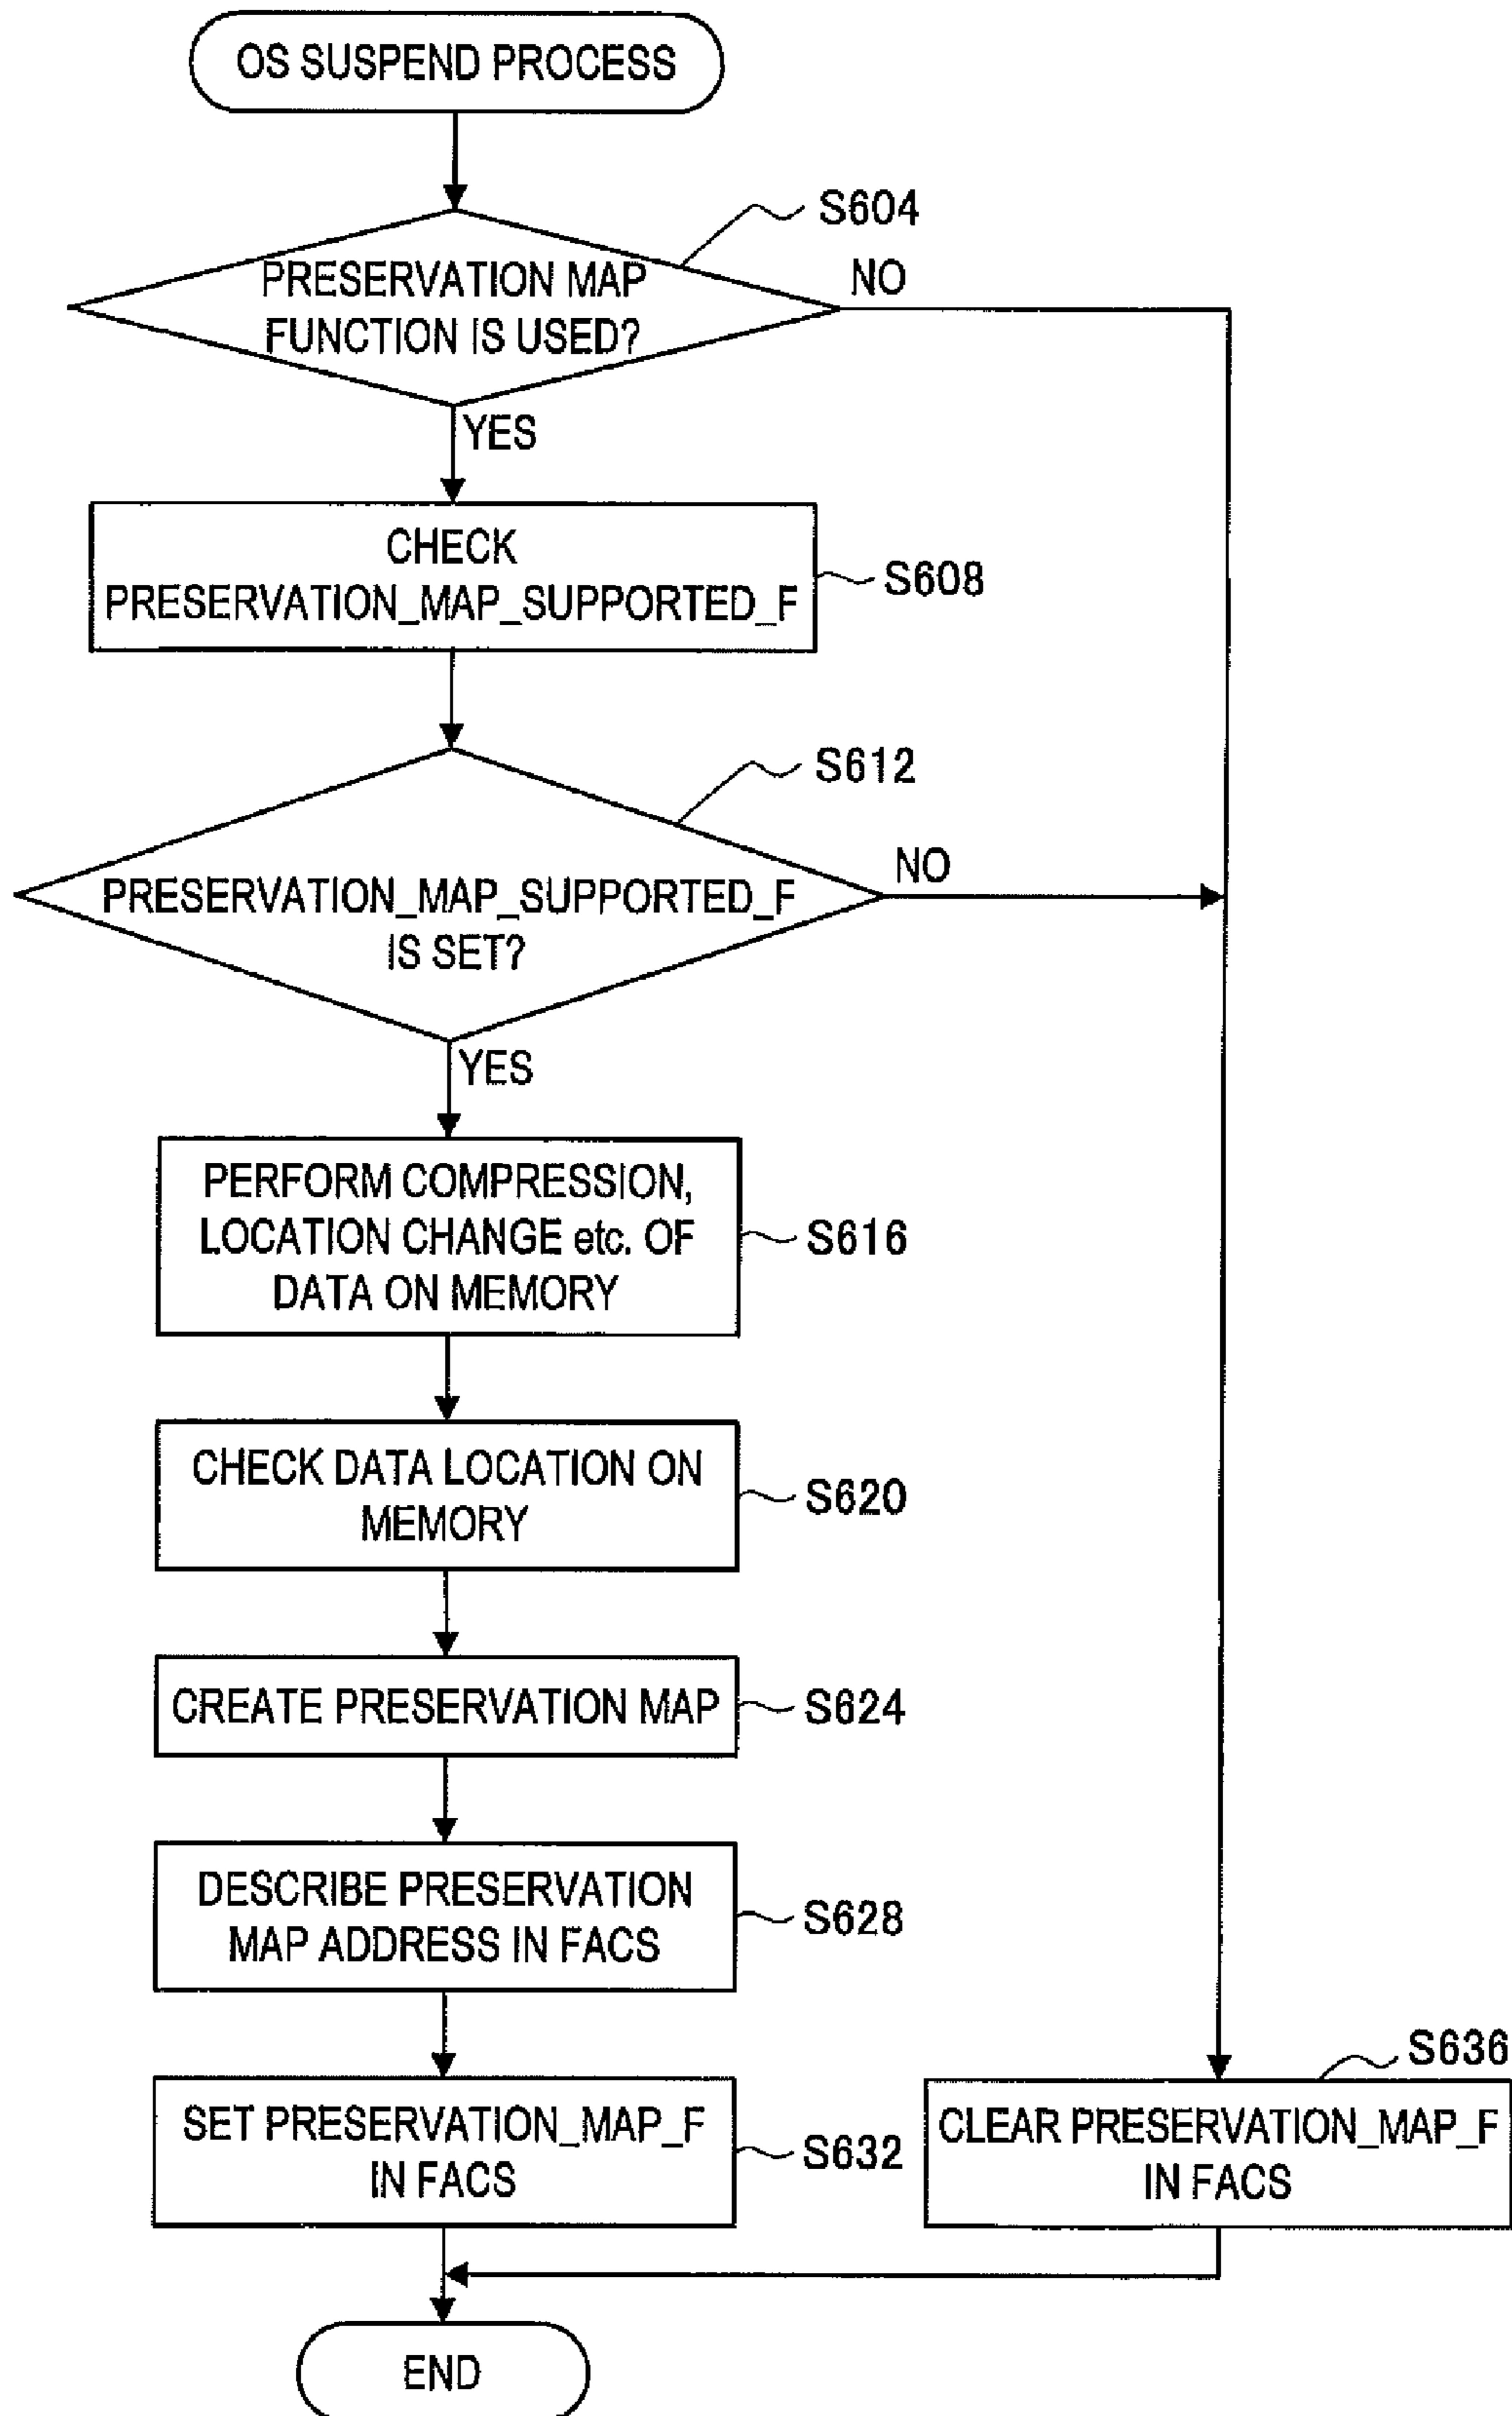 OS SUSPEND PROCESS
S604
PRESERVATION MAP
FUNCTION IS USED?
NO
YES
CHECK
PRESERVATION_MAP_SUPPORTED_F
S608
S612
PRESERVATION_MAP_SUPPORTED_F
IS SET?
NO
YES
PERFORM COMPRESSION,
LOCATION CHANGE etc. OF
DATA ON MEMORY
S616
CHECK DATA LOCATION ON
MEMORY
S620
CREATE PRESERVATION MAP
S624
DESCRIBE PRESERVATION
MAP ADDRESS IN FACS
S628
SET PRESERVATION_MAP_F
IN FACS
S632
S636
CLEAR PRESERVATION_MAP_F
IN FACS
END